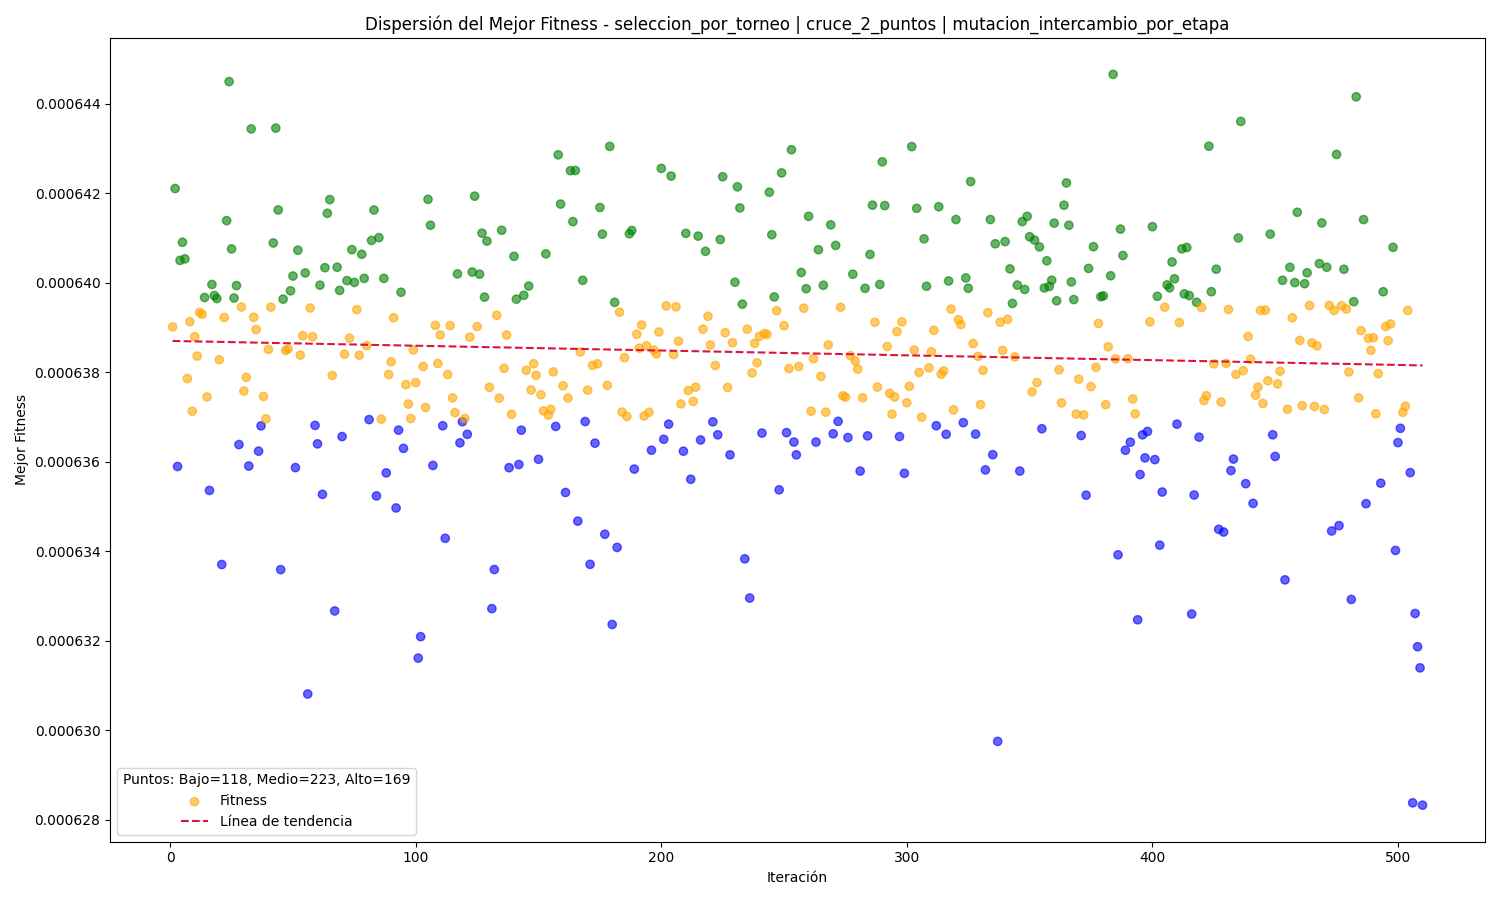 Dispersión del Mejor Fitness - seleccion_por_torneo | cruce_2_puntos | mutacion_intercambio_por_etapa
Mejor Fitness
0.000644
0.000642
0.000640
0.000638
0.000636
0.000634
0.000632
0.000630
0.000628
Puntos: Bajo=118, Medio=223, Alto=169
Fitness
Línea de tendencia
0 100 200 300 400 500
Iteración